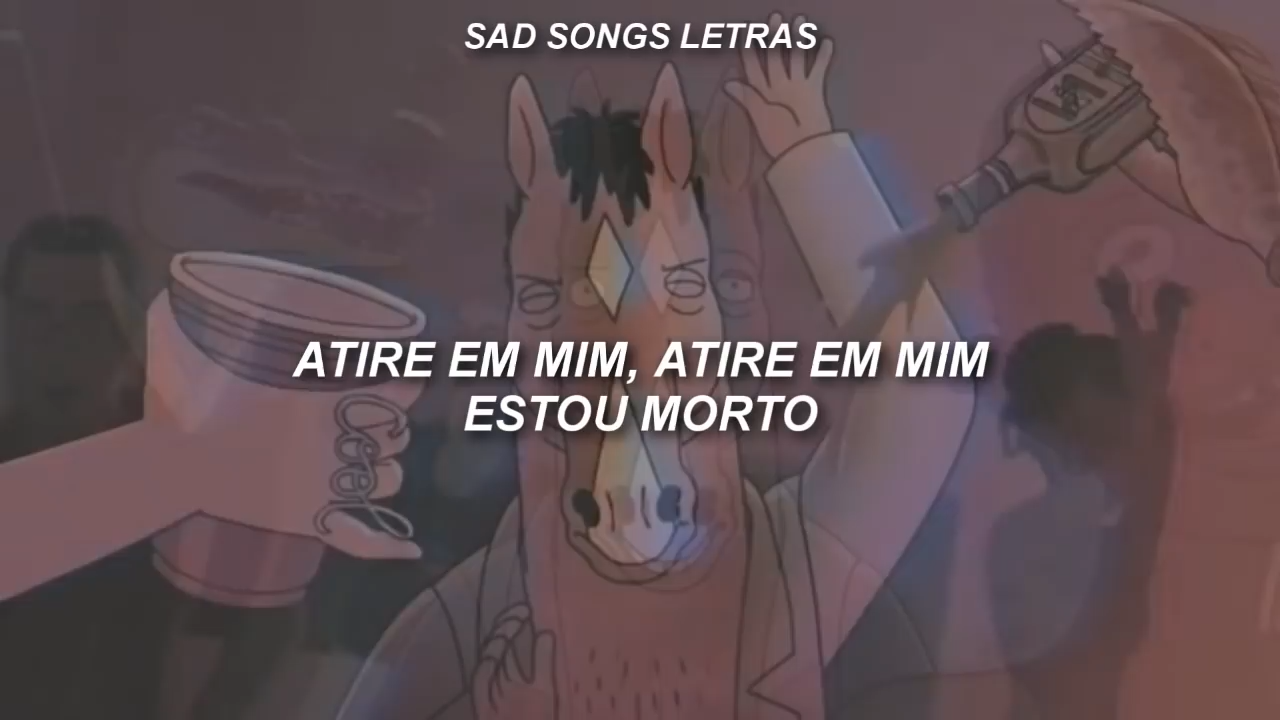 SAD SONGS LETRAS
ATIRE EM MIM, ATIRE EM MIM
ESTOU MORTO